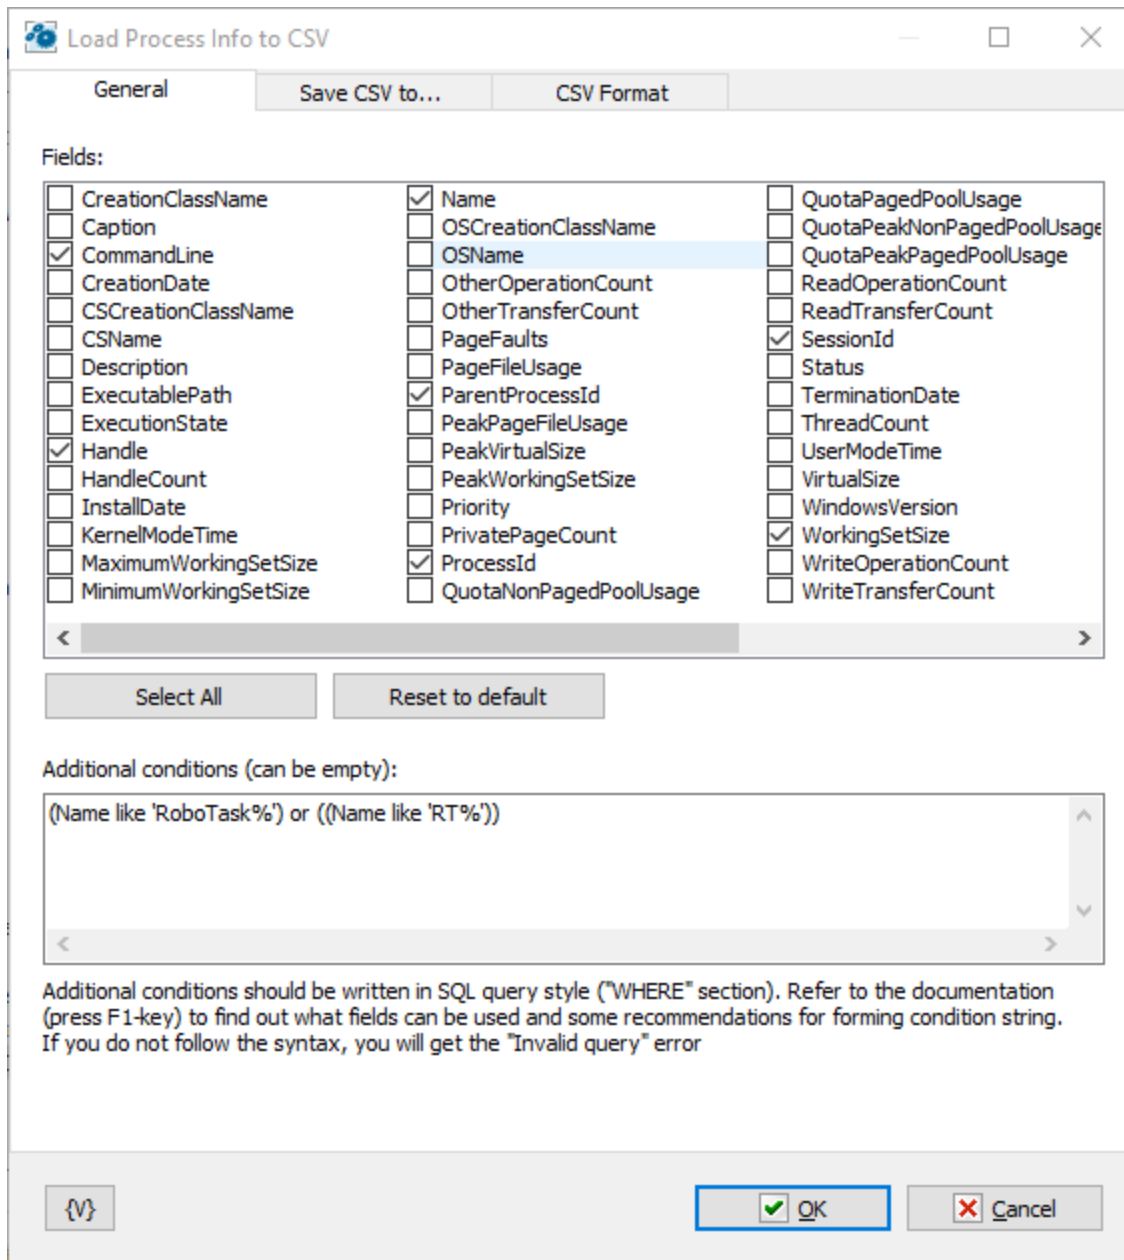 Load Process Info to CSV
General
Save CSV to...
CSV Format
Fields:
CreationClassName
Caption
CommandLine
CreationDate
CSCreationClassName
CSName
Description
ExecutablePath
ExecutionState
Handle
HandleCount
InstallDate
KernelModeTime
MaximumWorkingSetSize
MinimumWorkingSetSize
Name
OSCreationClassName
OSName
OtherOperationCount
OtherTransferCount
PageFaults
PageFileUsage
ParentProcessId
PeakPageFileUsage
PeakVirtualSize
PeakWorkingSetSize
Priority
PrivatePageCount
ProcessId
QuotaNonPagedPoolUsage
QuotaPagedPoolUsage
QuotaPeakNonPagedPoolUsage
QuotaPeakPagedPoolUsage
ReadOperationCount
ReadTransferCount
SessionId
Status
TerminationDate
ThreadCount
UserModeTime
VirtualSize
WindowsVersion
WorkingSetSize
WriteOperationCount
WriteTransferCount
Select All
Reset to default
Additional conditions (can be empty):
(Name like 'RoboTask%') or ((Name like 'RT%'))
Additional conditions should be written in SQL query style ("WHERE" section). Refer to the documentation
(press F1-key) to find out what fields can be used and some recommendations for forming condition string.
If you do not follow the syntax, you will get the "Invalid query" error
{V}
OK
Cancel